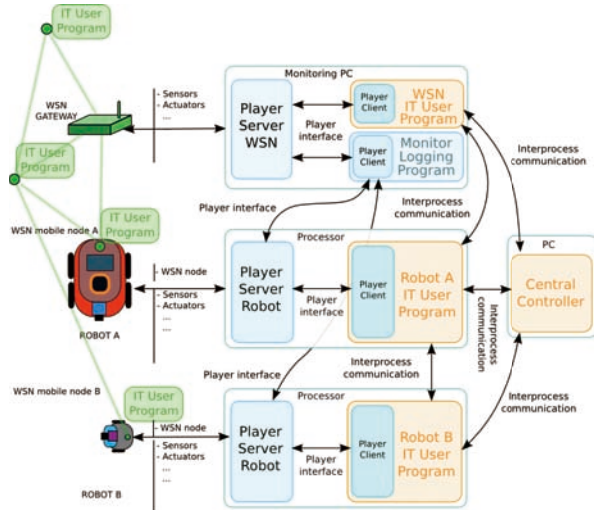 IT User
Program
WSN
GATEWAY
- Sensors
- Actuators
...
Monitoring PC
Player
Server
WSN
Player
interface
Player
Client
WSN
IT User
Program
Player
Client
Monitor
Logging
Program
Interprocess
communication
IT User
Program
WSN mobile node A
IT User
Program
Player interface
Interprocess
communication
- WSN node
- Sensors
- Actuators
...
...
ROBOT A
Processor
Player
Server
Robot
Player
interface
Player
Client
Robot A
IT User
Program
Interprocess
communication
PC
Central
Controller
Player interface
Interprocess
communication
WSN mobile node B
IT User
Program
- WSN node
- Sensors
- Actuators
...
...
ROBOT B
Processor
Player
Server
Robot
Player
interface
Player
Client
Robot B
IT User
Program
Interprocess
communication